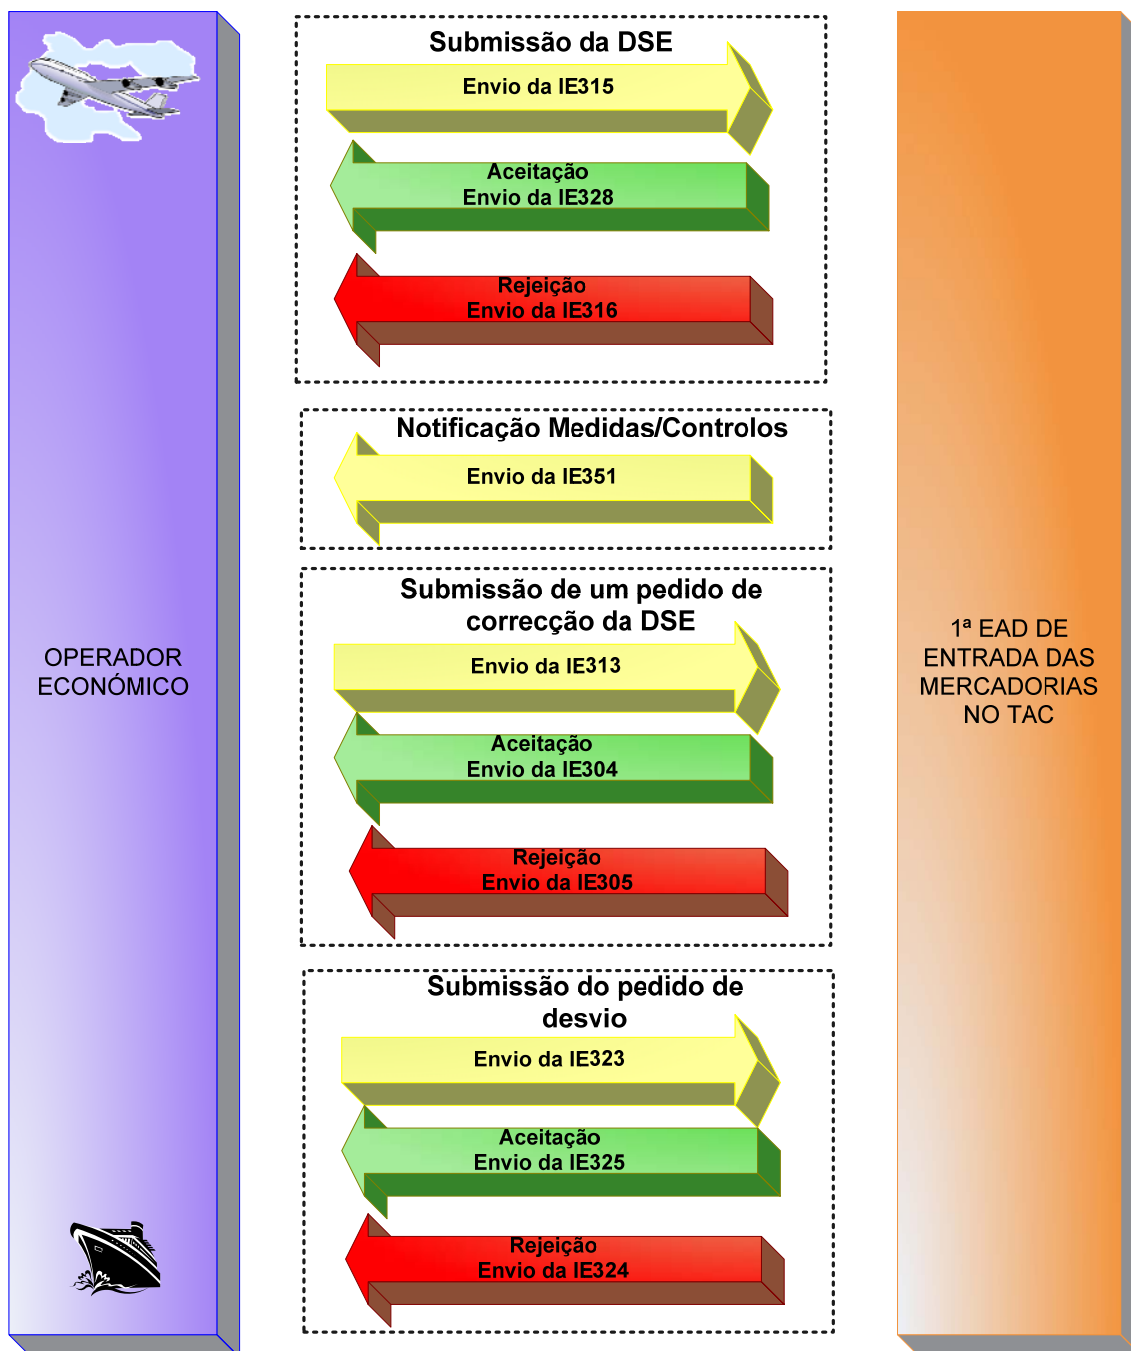 Submissão da DSE
Envio da IE315
Aceitação
Envio da IE328
Rejeição
Envio da IE316
Notificação Medidas/Controlos
Envio da IE351
Submissão de um pedido de
correcção da DSE
Envio da IE313
Aceitação
Envio da IE304
Rejeição
Envio da IE305
Submissão do pedido de
desvio
Envio da IE323
Aceitação
Envio da IE325
Rejeição
Envio da IE324
OPERADOR
ECONÓMICO
1ª EAD DE
ENTRADA DAS
MERCADORIAS
NO TAC